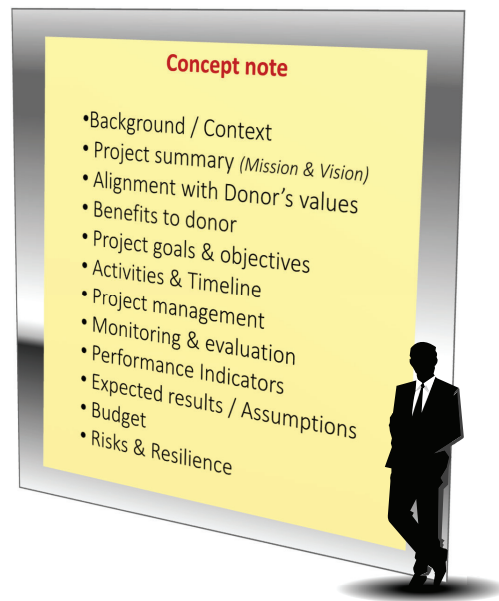 Concept note
•Background / Context
• Project summary (Mission & Vision)
• Alignment with Donor's values
• Benefits to donor
• Project goals & objectives
• Activities & Timeline
• Project management
• Monitoring & evaluation
• Performance Indicators
• Expected results / Assumptions
• Budget
• Risks & Resilience